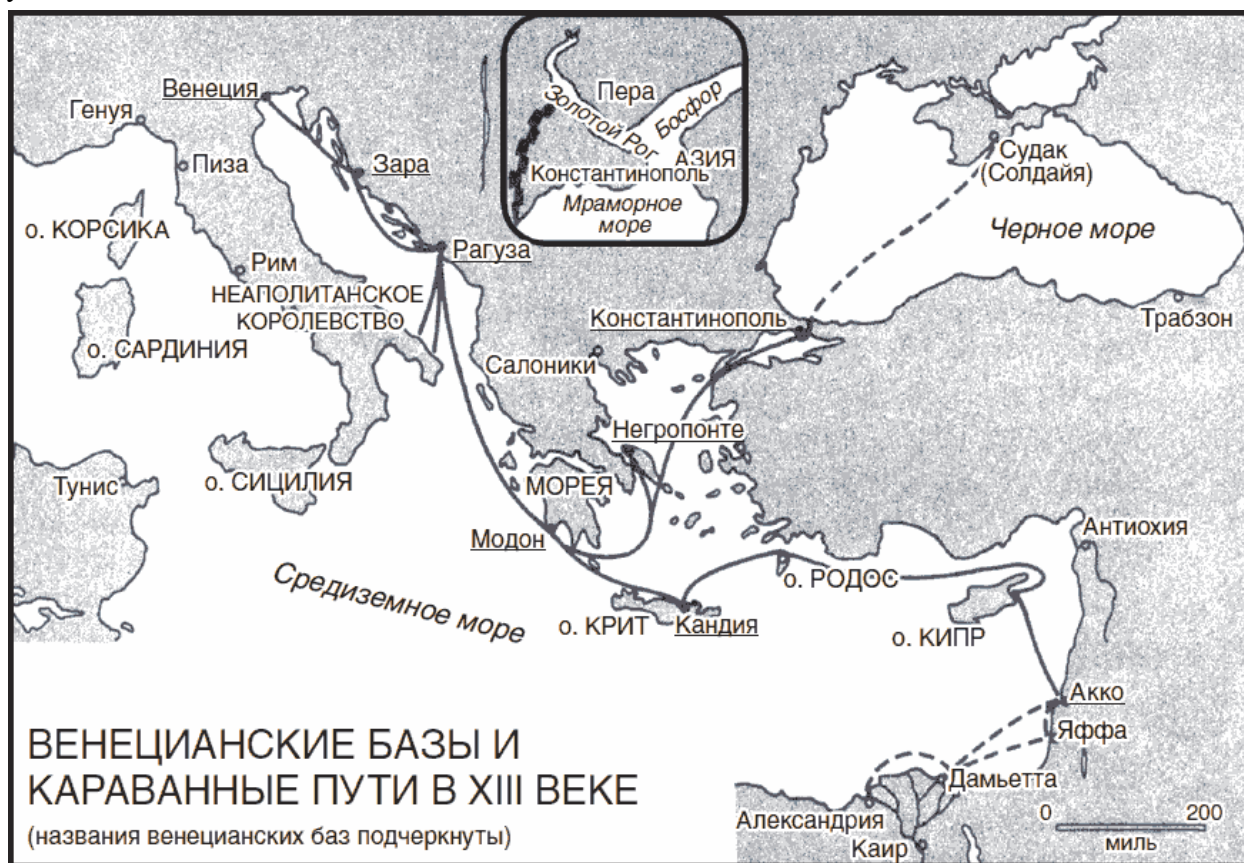 Венеция
Генуя
Пиза
Зара
о. КОРСИКА
Рим
Рагуза
НЕАПОЛИТАНСКОЕ
КОРОЛЕВСТВО
о. САРДИНИЯ
Тунис
о. СИЦИЛИЯ
Пера
Золотой Рог
Босфор
АЗИЯ
Константинополь
Мраморное
море
Судак
(Солдайя)
Черное море
Трабзон
Константинополь
Салоники
Негропонте
МОРЕЯ
Модон
Средиземное море
о. КРИТ
Кандия
о. РОДОС
Антиохия
о. КИПР
Акко
Яффа
Дамьетта
Александрия
Каир
0 200
миль
ВЕНЕЦИАНСКИЕ БАЗЫ И
КАРАВАННЫЕ ПУТИ В XIII ВЕКЕ
(названия венецианских баз подчеркнуты)